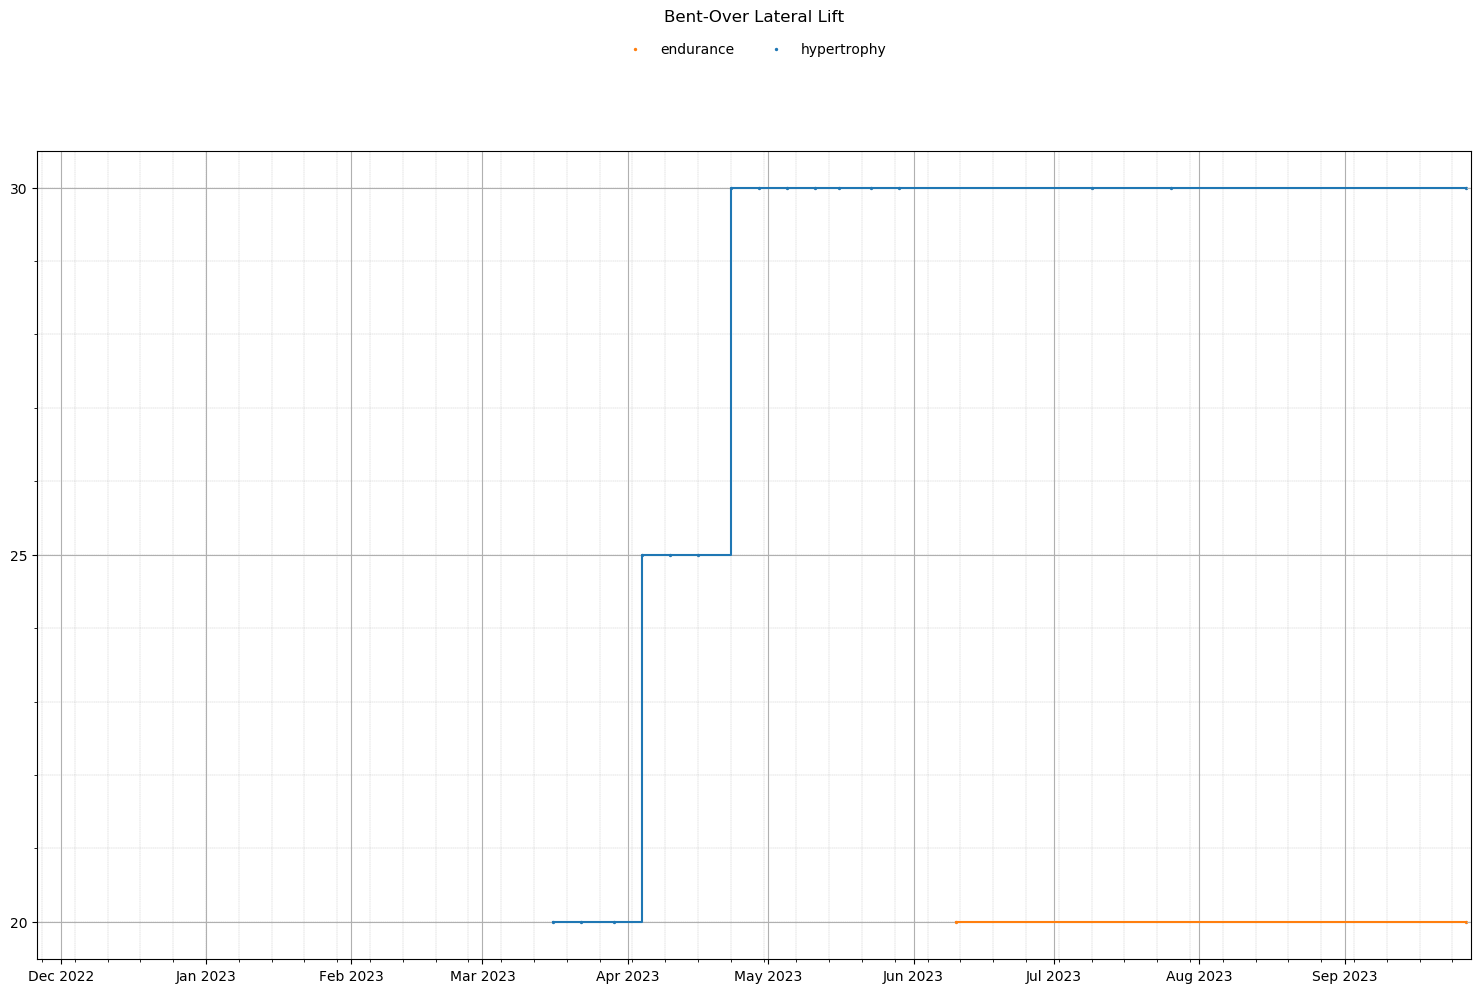 Bent-Over Lateral Lift
endurance hypertrophy
30
25
20
Dec 2022 Jan 2023 Feb 2023 Mar 2023 Apr 2023 May 2023 Jun 2023 Jul 2023 Aug 2023 Sep 2023